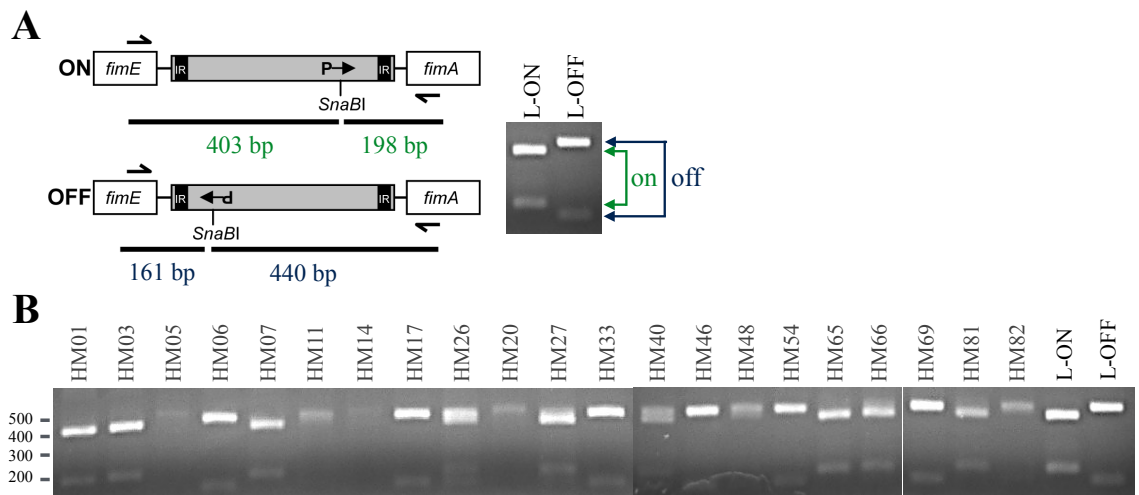 A
ON
fimE
IR
P
IR
fimA
SnaBI
403 bp
198 bp
OFF
fimE
IR
P
IR
fimA
SnaBI
161 bp
440 bp
L-ON
L-OFF
on
off
B
HM01
HM03
HM05
HM06
HM07
HM11
HM14
HM17
HM26
HM20
HM27
HM33
HM40
HM46
HM48
HM54
HM65
HM66
HM69
HM81
HM82
L-ON
L-OFF
500
400
300
200